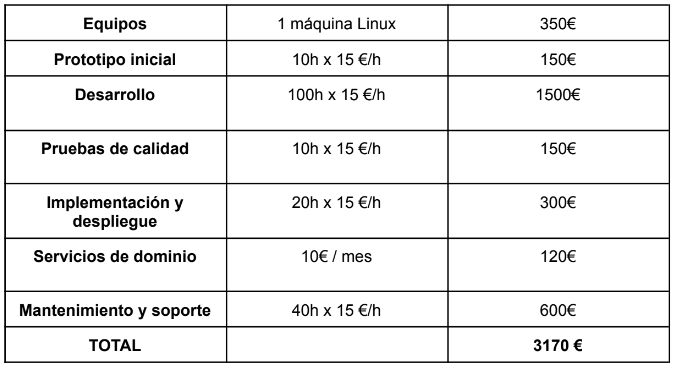 Equipos 1 máquina Linux 350€
Prototipo inicial 10h x 15 €/h 150€
Desarrollo 100h x 15 €/h 1500€
Pruebas de calidad 10h x 15 €/h 150€
Implementación y 20h x 15 €/h 300€
despliegue
Servicios de dominio 10€ / mes 120€
Mantenimiento y soporte 40h x 15 €/h 600€
TOTAL 3170 €